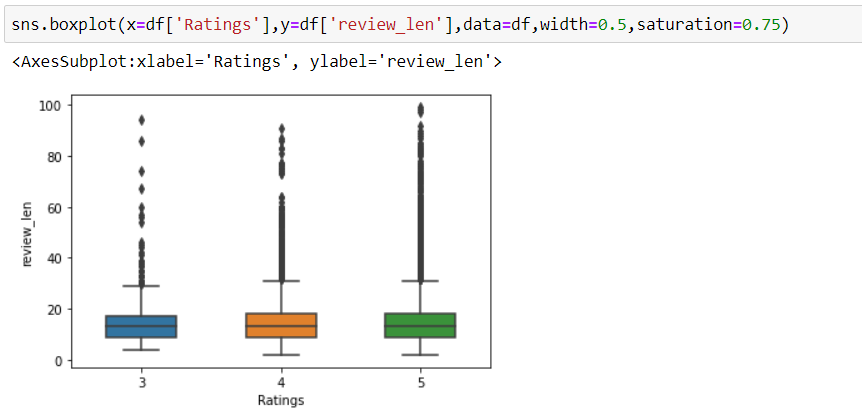 sns.boxplot(x=df['Ratings'],y=df['review_len'],data=df,width=0.5,saturation=0.75)
<AxesSubplot:xlabel='Ratings', ylabel='review_len'>
100
80
60
40
20
0
review_len
3 4 5
Ratings